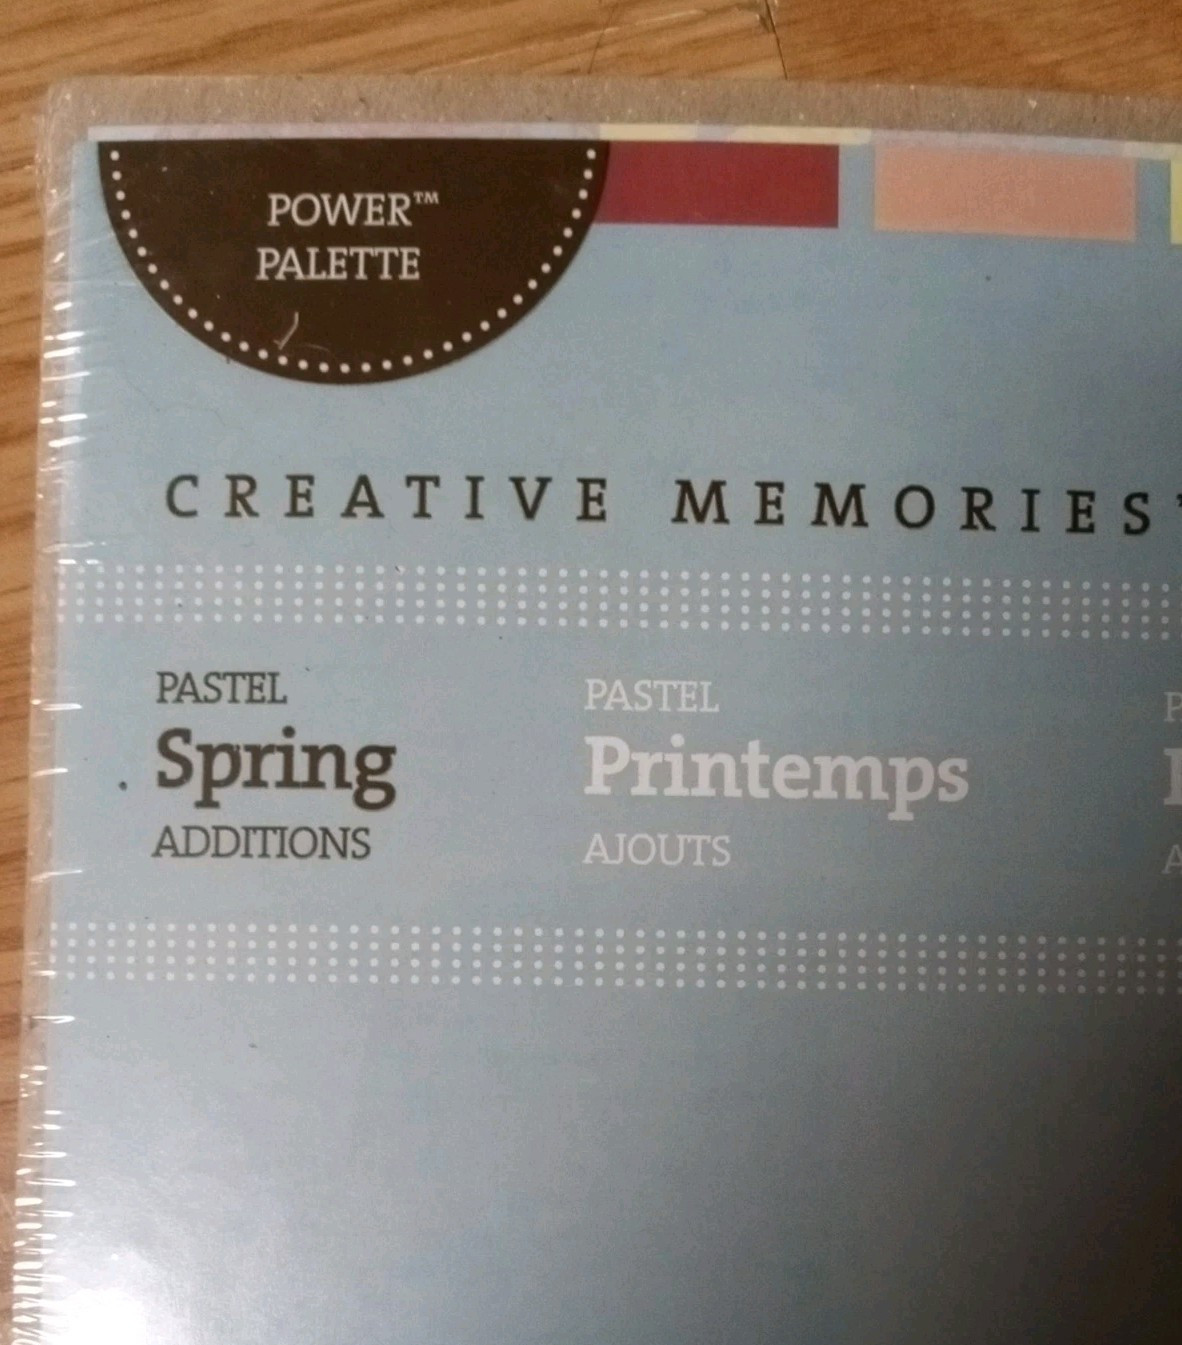 POWER™
PALETTE
CREATIVE MEMORIES
PASTEL
Spring
ADDITIONS
PASTEL
Printemps
AJOUTS